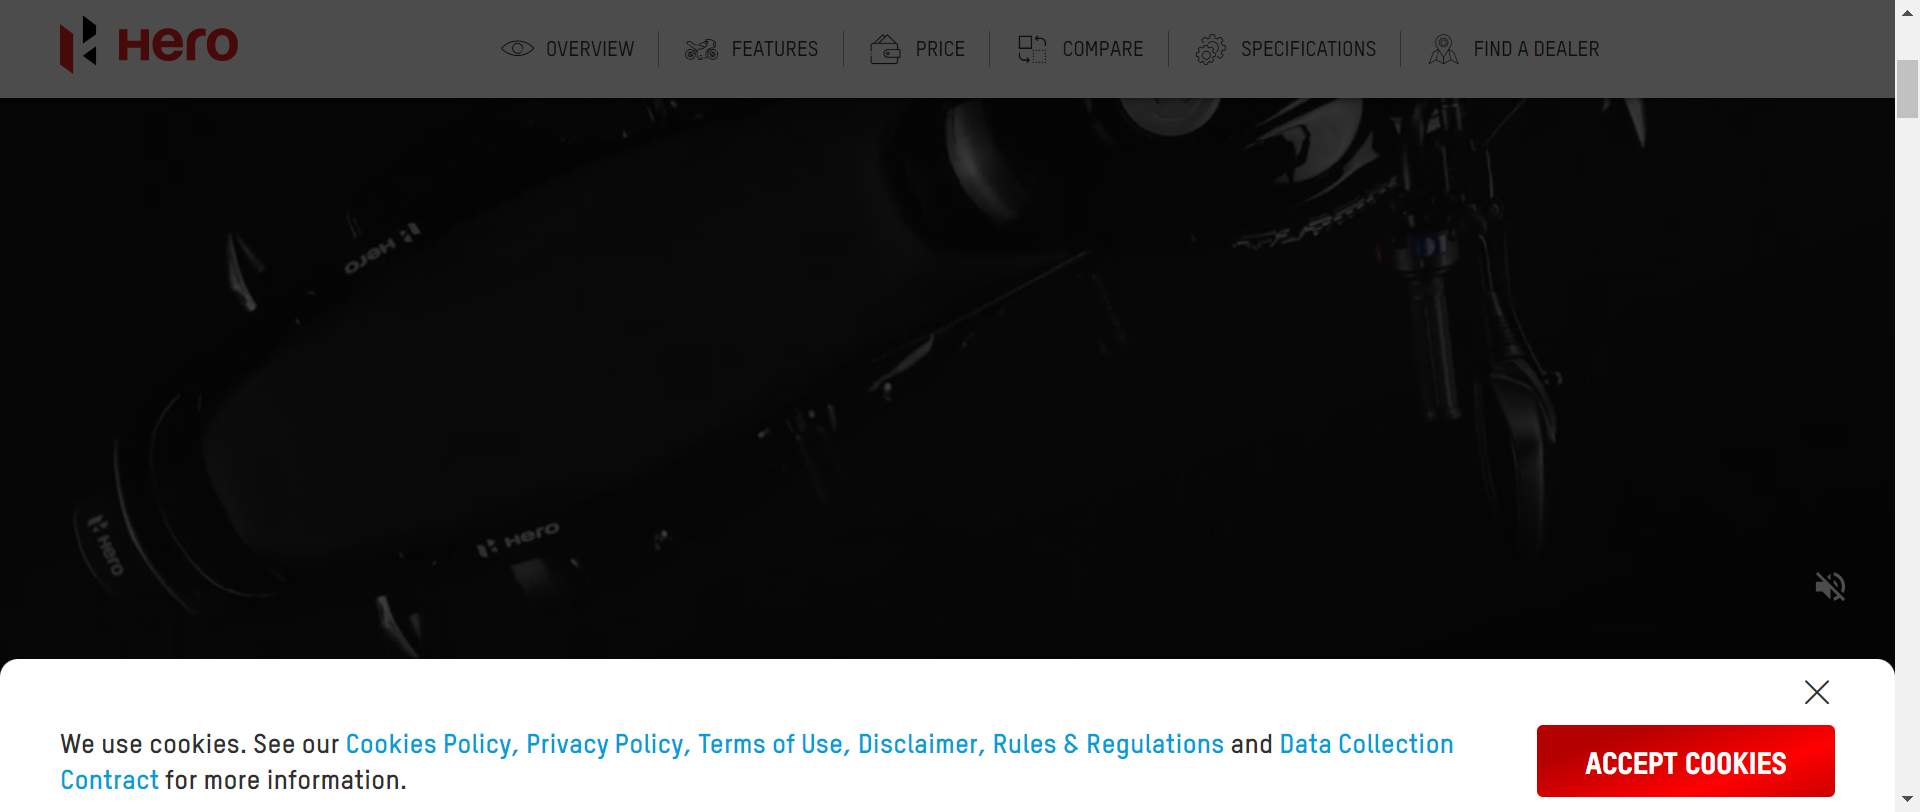 Hero
OVERVIEW
FEATURES
PRICE
COMPARE
SPECIFICATIONS
FIND A DEALER
Hero
Hero
Hero
We use cookies. See our Cookies Policy, Privacy Policy, Terms of Use, Disclaimer, Rules & Regulations and Data Collection
Contract for more information.
ACCEPT COOKIES